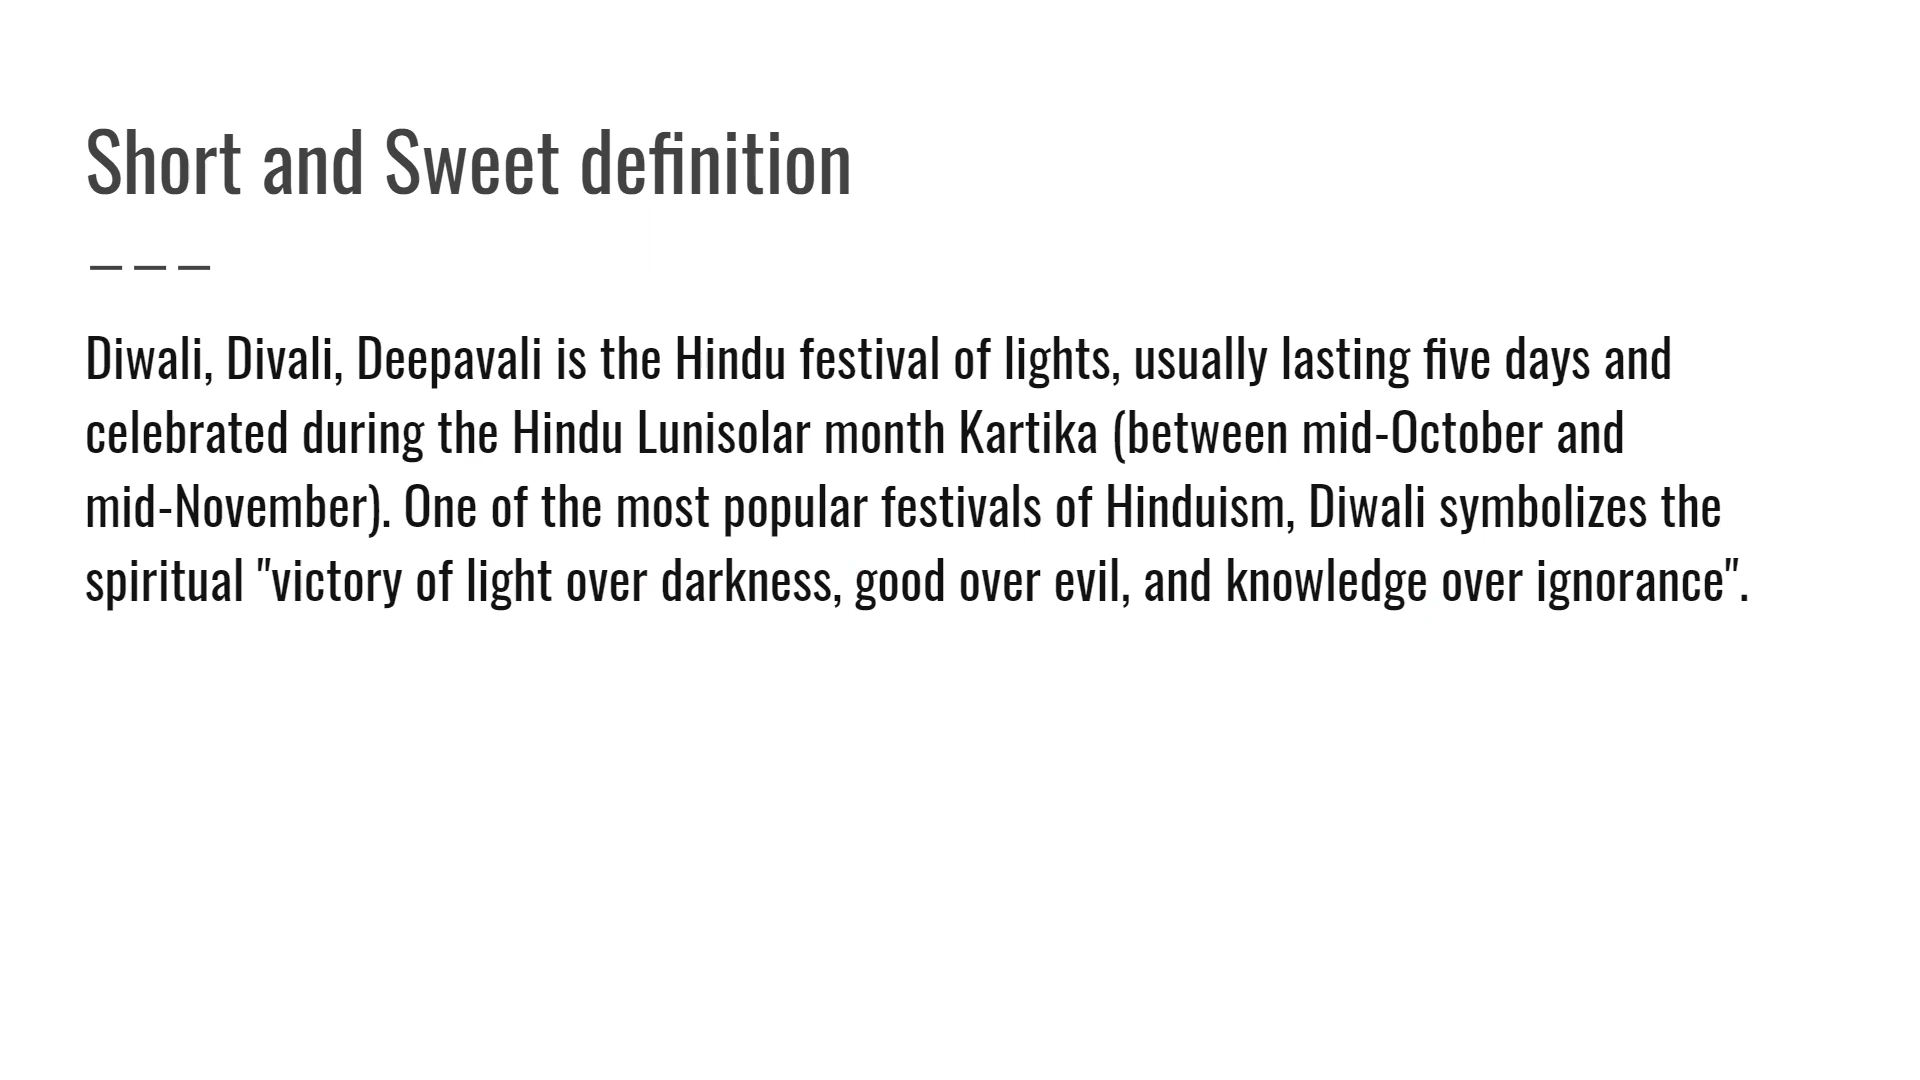 Short and Sweet definition
Diwali, Divali, Deepavali is the Hindu festival of lights, usually lasting five days and
celebrated during the Hindu Lunisolar month Kartika (between mid-October and
mid-November). One of the most popular festivals of Hinduism, Diwali symbolizes the
spiritual "victory of light over darkness, good over evil, and knowledge over ignorance".